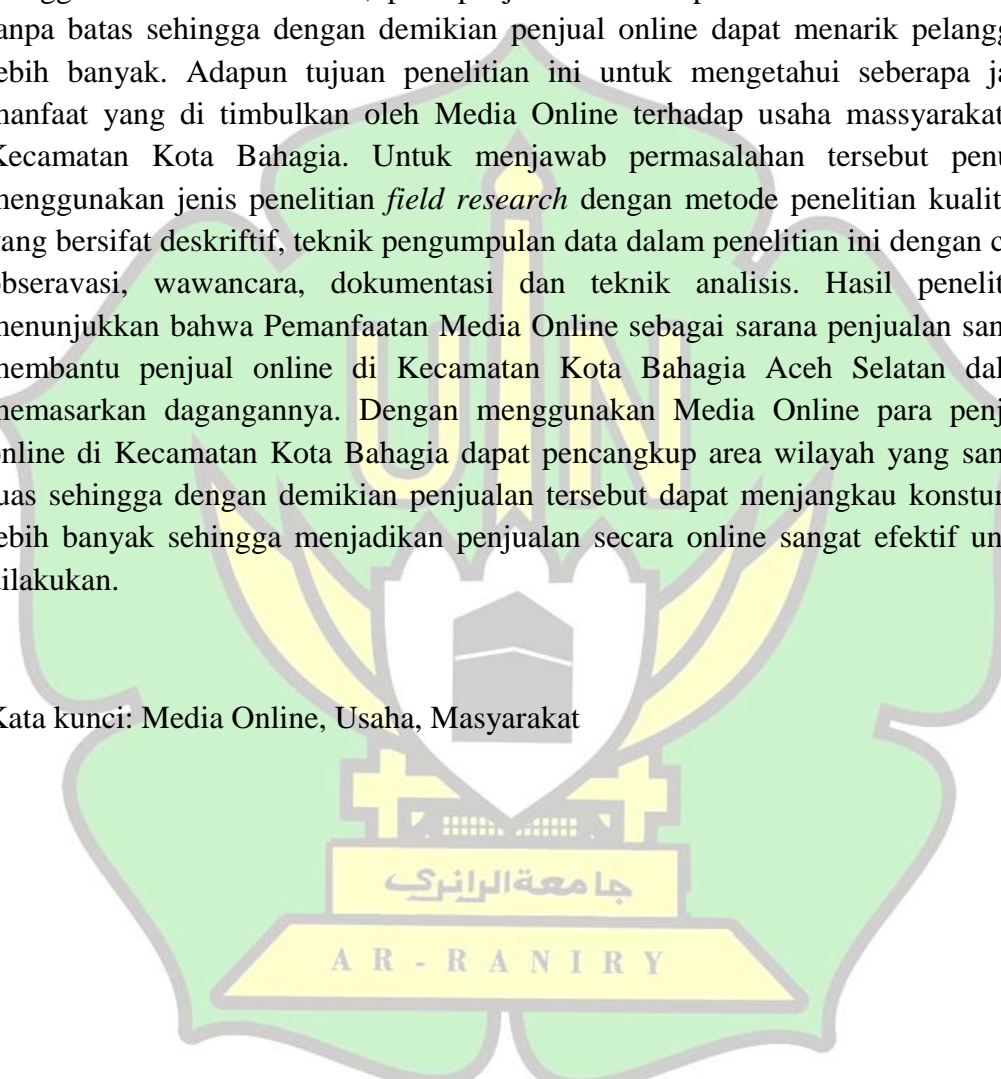 tanpa batas sehingga dengan demikian penjual online dapat menarik pelangg
lebih banyak. Adapun tujuan penelitian ini untuk mengetahui seberapa ja
manfaat yang di timbulkan oleh Media Online terhadap usaha massyarakat
Kecamatan Kota Bahagia. Untuk menjawab permasalahan tersebut penu
menggunakan jenis penelitian field research dengan metode penelitian kualit
yang bersifat deskriftif, teknik pengumpulan data dalam penelitian ini dengan c
obseravasi, wawancara, dokumentasi dan teknik analisis. Hasil penelit
menunjukkan bahwa Pemanfaatan Media Online sebagai sarana penjualan san
membantu penjual online di Kecamatan Kota Bahagia Aceh Selatan dal
memasarkan dagangannya. Dengan menggunakan Media Online para penj
online di Kecamatan Kota Bahagia dapat pencangkup area wilayah yang san
luas sehingga dengan demikian penjualan tersebut dapat menjangkau konstu
lebih banyak sehingga menjadikan penjualan secara online sangat efektif un
dilakukan.
Kata kunci: Media Online, Usaha, Masyarakat
UIN
جامعة الرانري
AR-RANIRY